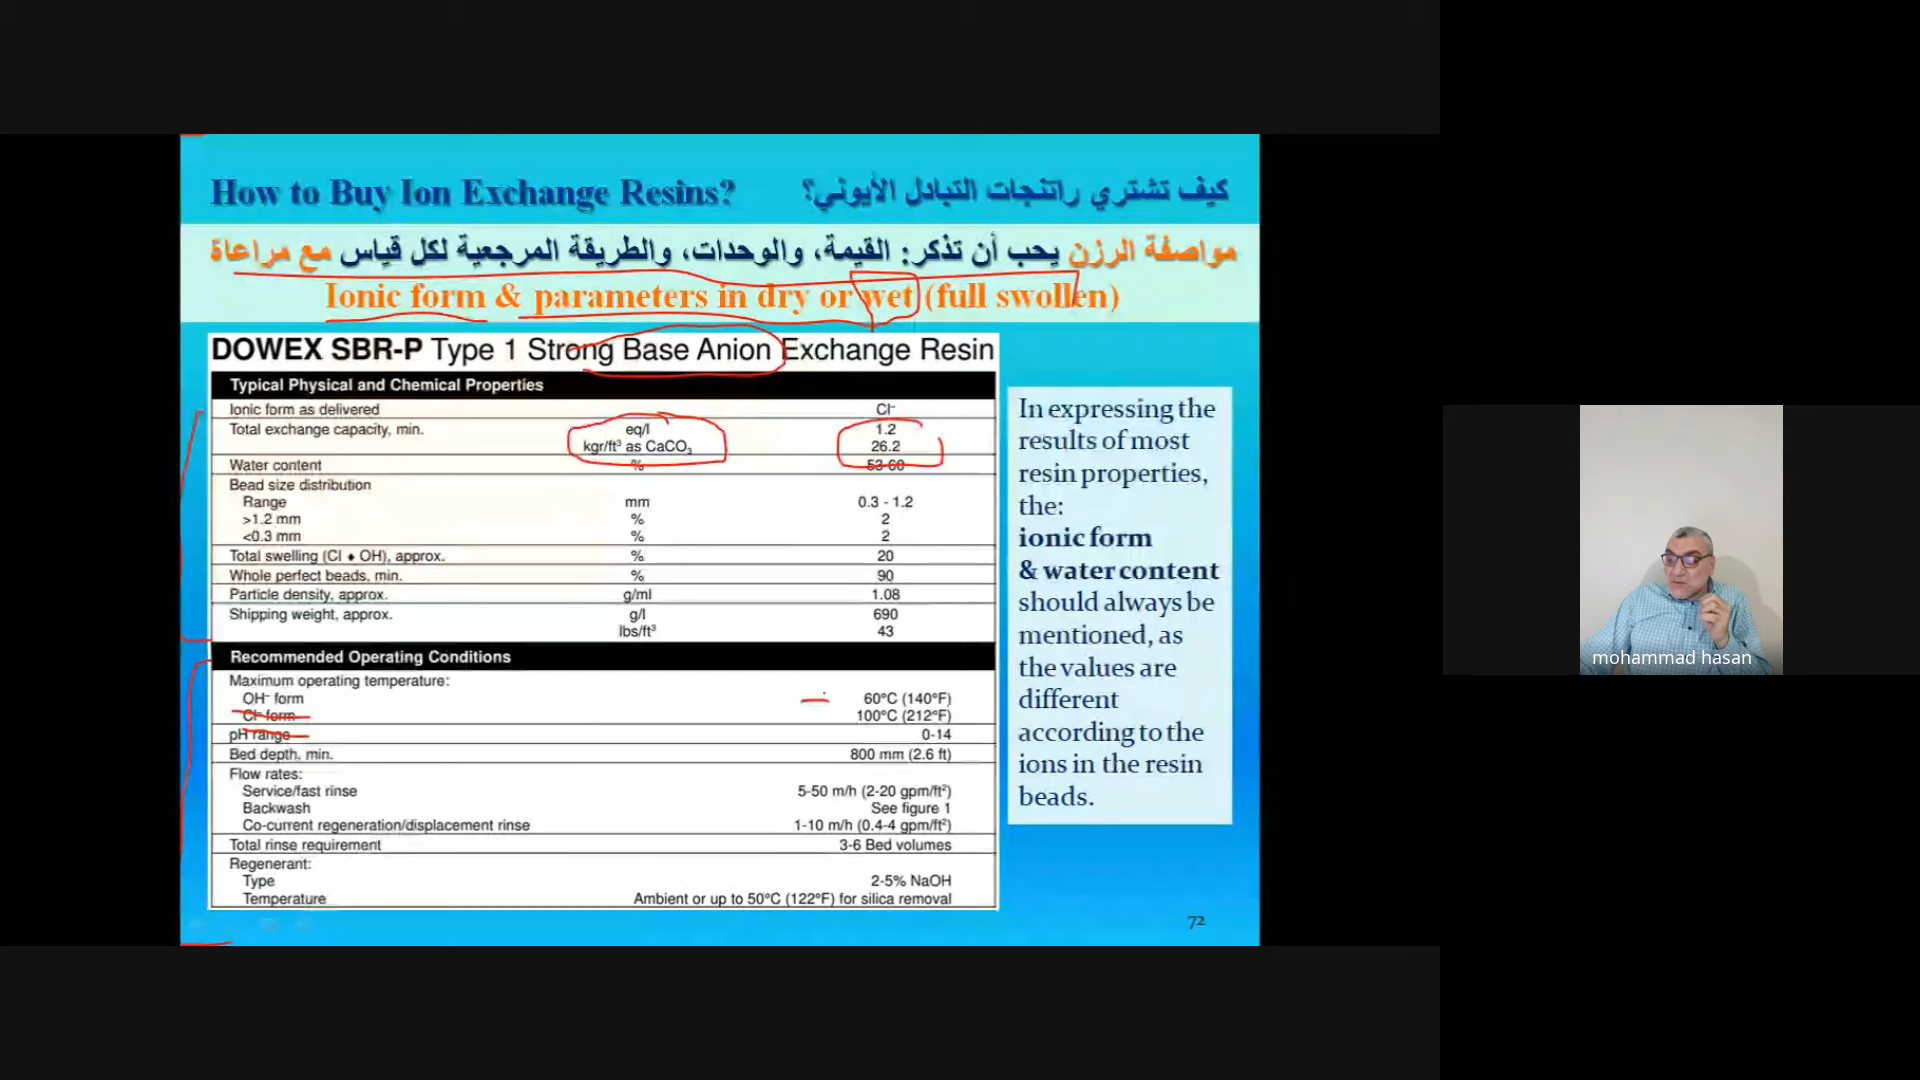 How to Buy Ion Exchange Resins? كيف تشتري راتنجات التبادل الأيوني؟
مواصفة الرزن يجب أن تذكر: القيمة، والوحدات، والطريقة المرجعية لكل قياس مع مراعاة
Ionic form & parameters in dry or wet (full swollen)
DOWEX SBR-P Type 1 Strong Base Anion Exchange Resin
Typical Physical and Chemical Properties
Ionic form as delivered Cl⁻
Total exchange capacity, min. eq/l 1.2
kgr/ft³ as CaCO₃ 26.2
Water content % 53-60
Bead size distribution
Range mm 0.3 - 1.2
>1.2 mm % 2
<0.3 mm % 2
Total swelling (Cl ♦ OH), approx. % 20
Whole perfect beads, min. % 90
Particle density, approx. g/ml 1.08
Shipping weight, approx. g/l 690
lbs/ft³ 43
Recommended Operating Conditions
Maximum operating temperature:
OH⁻ form 60°C (140°F)
Cl⁻ form 100°C (212°F)
pH range 0-14
Bed depth, min. 800 mm (2.6 ft)
Flow rates:
Service/fast rinse 5-50 m/h (2-20 gpm/ft²)
Backwash See figure 1
Co-current regeneration/displacement rinse 1-10 m/h (0.4-4 gpm/ft²)
Total rinse requirement 3-6 Bed volumes
Regenerant:
Type 2-5% NaOH
Temperature Ambient or up to 50°C (122°F) for silica removal
In expressing the
results of most
resin properties,
the:
ionic form
& water content
should always be
mentioned, as
the values are
different
according to the
ions in the resin
beads.
72
mohammad hasan